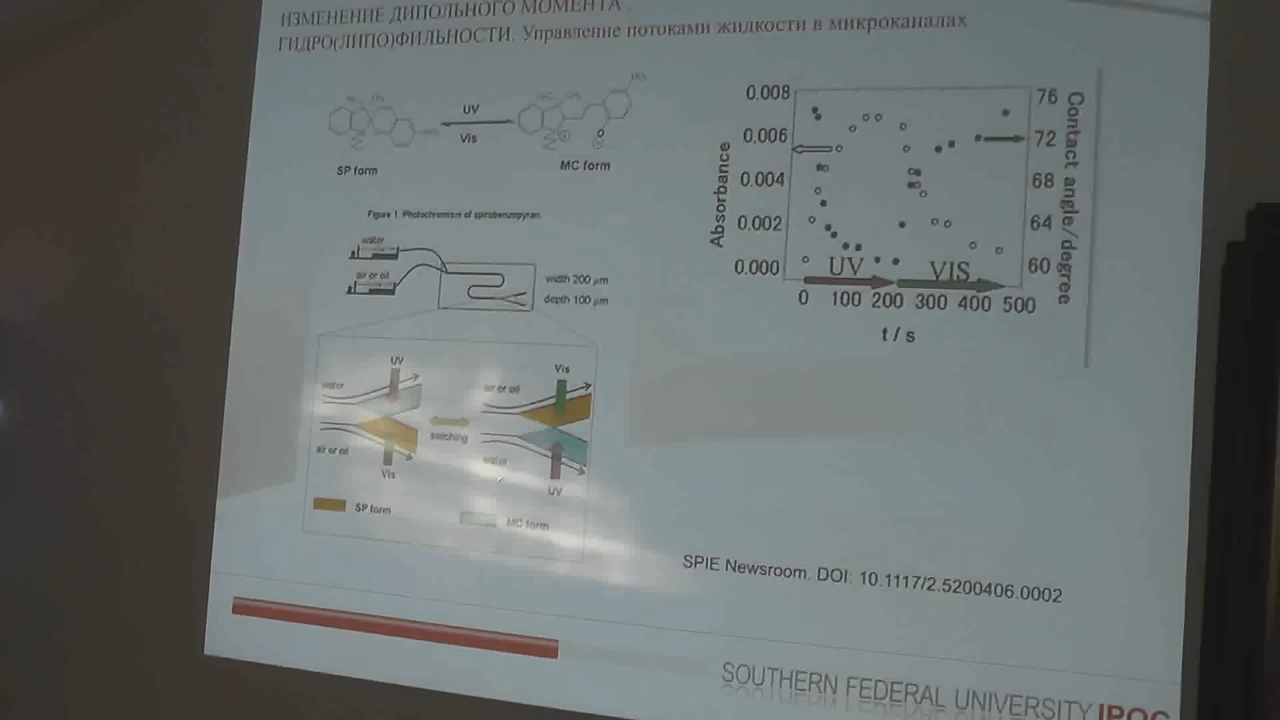 ИЗМЕНЕНИЕ ДИПОЛЬНОГО МОМЕНТА .
ГИДРО(ЛИПО)ФИЛЬНОСТИ. Управление потоками жидкости в микроканалах
UV
Vis
SP form
MC form
Figure 1. Photochromism of spirobenzopyran.
water
air or oil
width 200 μm
depth 100 μm
UV
water
air or oil
Vis
switching
Vis
air or oil
water
UV
SP form
MC form
Absorbance
0.008
0.006
0.004
0.002
0.000
76
72
68
64
60
Contact angle/degree
UV
VIS
0 100 200 300 400 500
t / s
SPIE Newsroom. DOI: 10.1117/2.5200406.0002
SOUTHERN FEDERAL UNIVERSITY IPOC